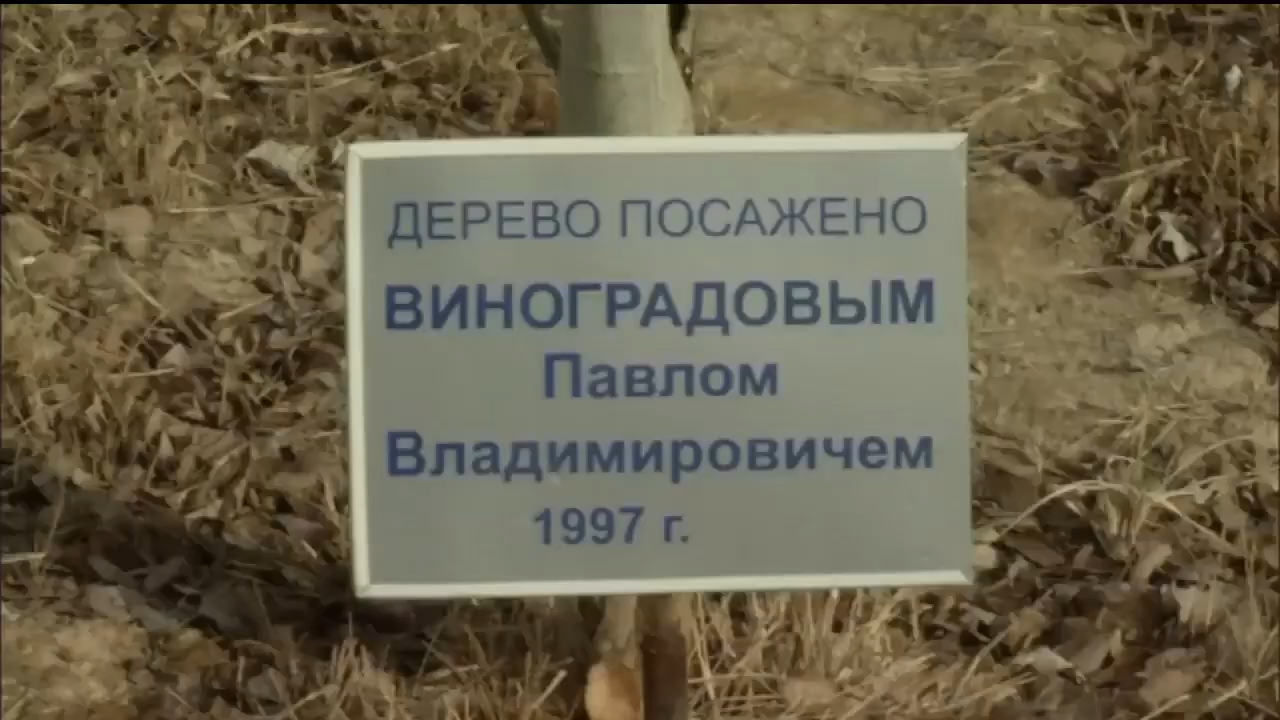 ДЕРЕВО ПОСАЖЕНО
ВИНОГРАДОВЫМ
Павлом
Владимировичем
1997 г.